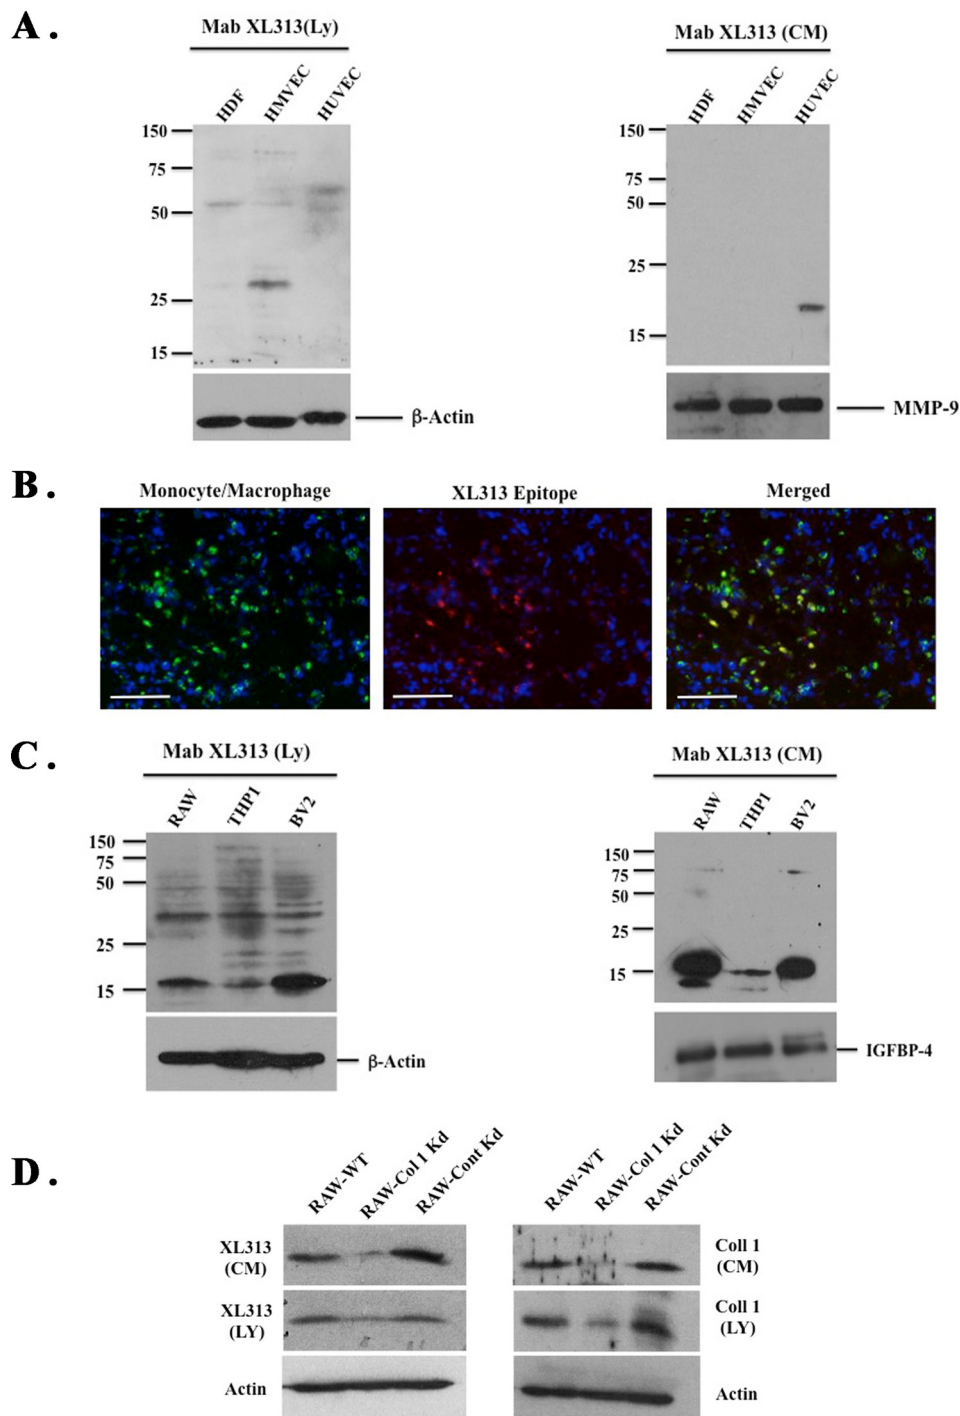 A.
Mab XL313(Ly)
HDF
HMVEC
HUVEC
150
75
50
25
15
β-Actin
Mab XL313 (CM)
HDF
HMVEC
HUVEC
150
75
50
25
15
MMP-9
B.
Monocyte/Macrophage
XL313 Epitope
Merged
C.
Mab XL313 (Ly)
RAW
THP1
BV2
150
75
50
25
15
β-Actin
Mab XL313 (CM)
RAW
THP1
BV2
150
75
50
25
15
IGFBP-4
D.
RAW-WT
RAW-Col 1 Kd
RAW-Cont Kd
XL313
(CM)
XL313
(LY)
Actin
RAW-WT
RAW-Col 1 Kd
RAW-Cont Kd
Coll 1
(CM)
Coll 1
(LY)
Actin